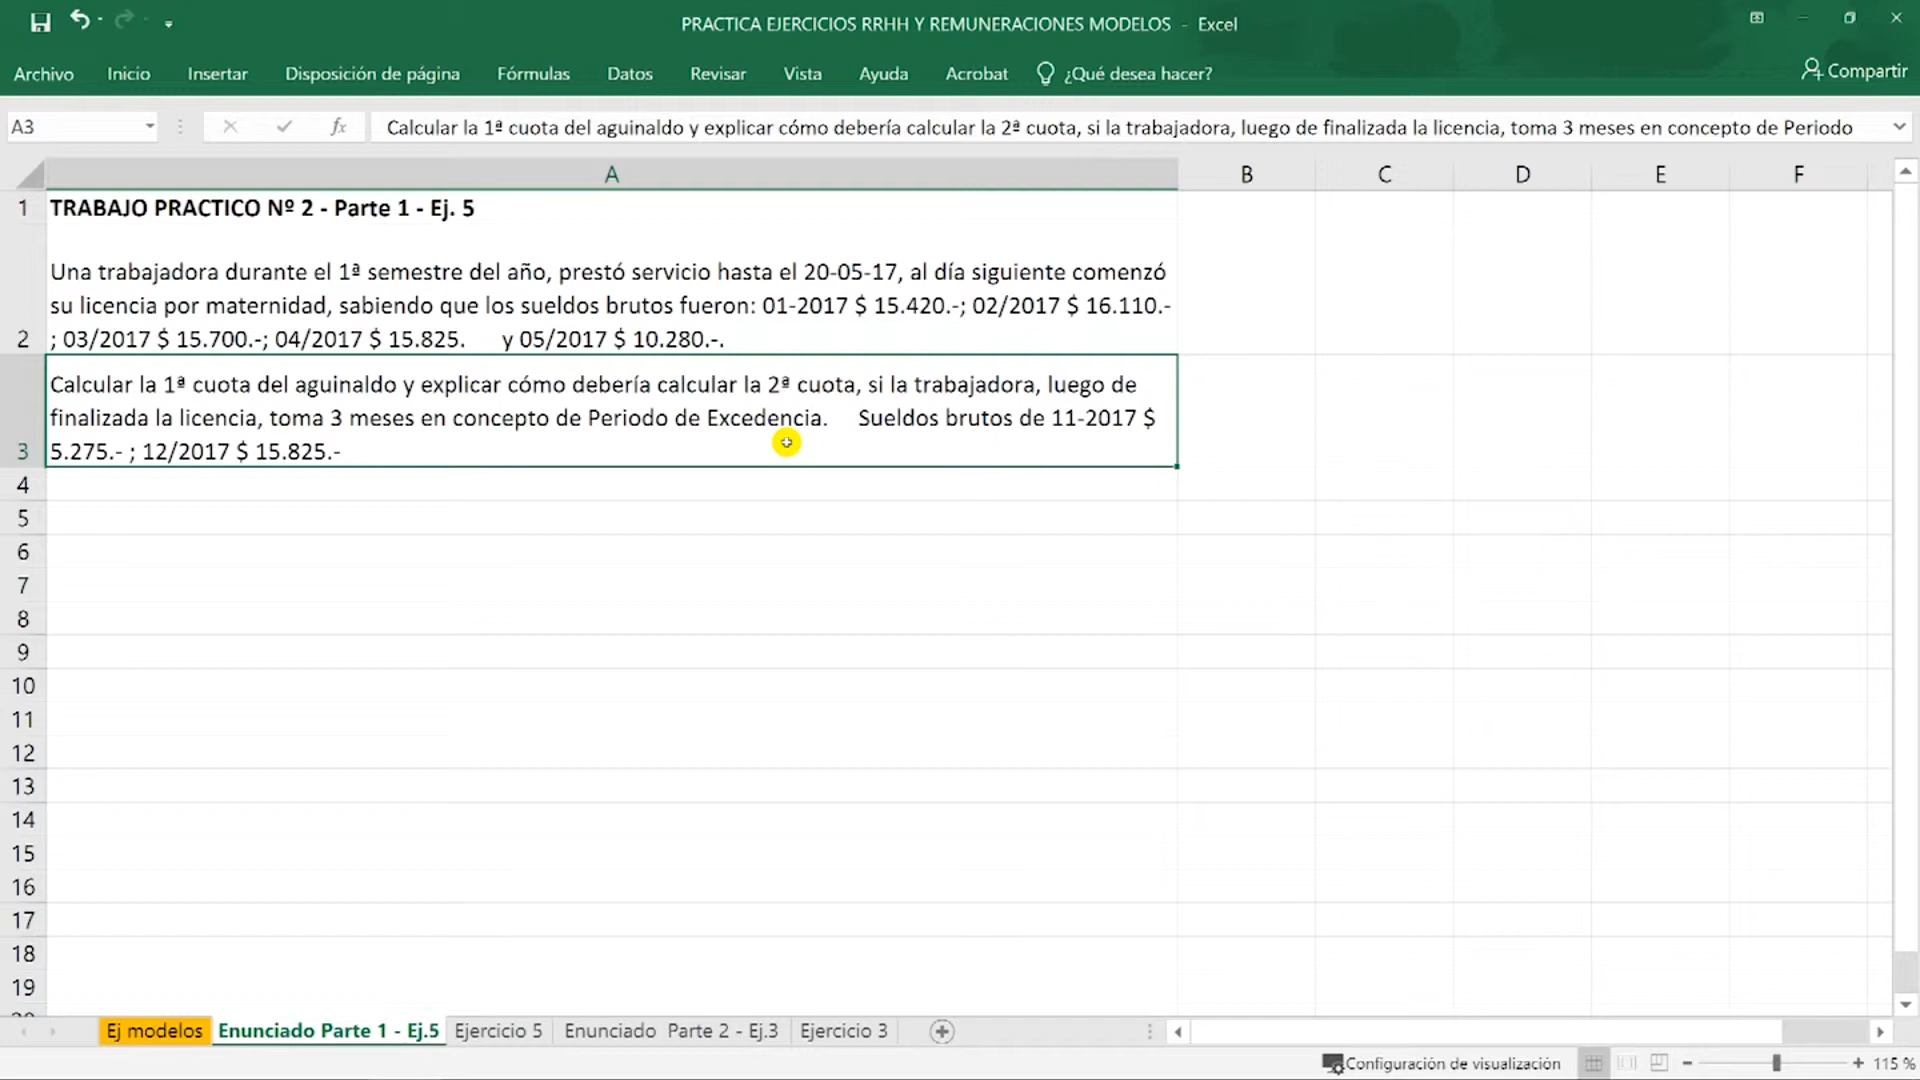 PRACTICA EJERCICIOS RRHH Y REMUNERACIONES MODELOS - Excel
Archivo Inicio Insertar Disposición de página Fórmulas Datos Revisar Vista Ayuda Acrobat ¿Qué desea hacer? Compartir
A3 fx Calcular la 1ª cuota del aguinaldo y explicar cómo debería calcular la 2ª cuota, si la trabajadora, luego de finalizada la licencia, toma 3 meses en concepto de Periodo
A B C D E F
1 TRABAJO PRACTICO Nº 2 - Parte 1 - Ej. 5
Una trabajadora durante el 1ª semestre del año, prestó servicio hasta el 20-05-17, al día siguiente comenzó
su licencia por maternidad, sabiendo que los sueldos brutos fueron: 01-2017 $ 15.420.-; 02/2017 $ 16.110.-
2 ; 03/2017 $ 15.700.-; 04/2017 $ 15.825. y 05/2017 $ 10.280.-.
Calcular la 1ª cuota del aguinaldo y explicar cómo debería calcular la 2ª cuota, si la trabajadora, luego de
finalizada la licencia, toma 3 meses en concepto de Periodo de Excedencia. Sueldos brutos de 11-2017 $
3 5.275.- ; 12/2017 $ 15.825.-
4
5
6
7
8
9
10
11
12
13
14
15
16
17
18
19
Ej modelos Enunciado Parte 1 - Ej.5 Ejercicio 5 Enunciado Parte 2 - Ej.3 Ejercicio 3
Configuración de visualización 115 %